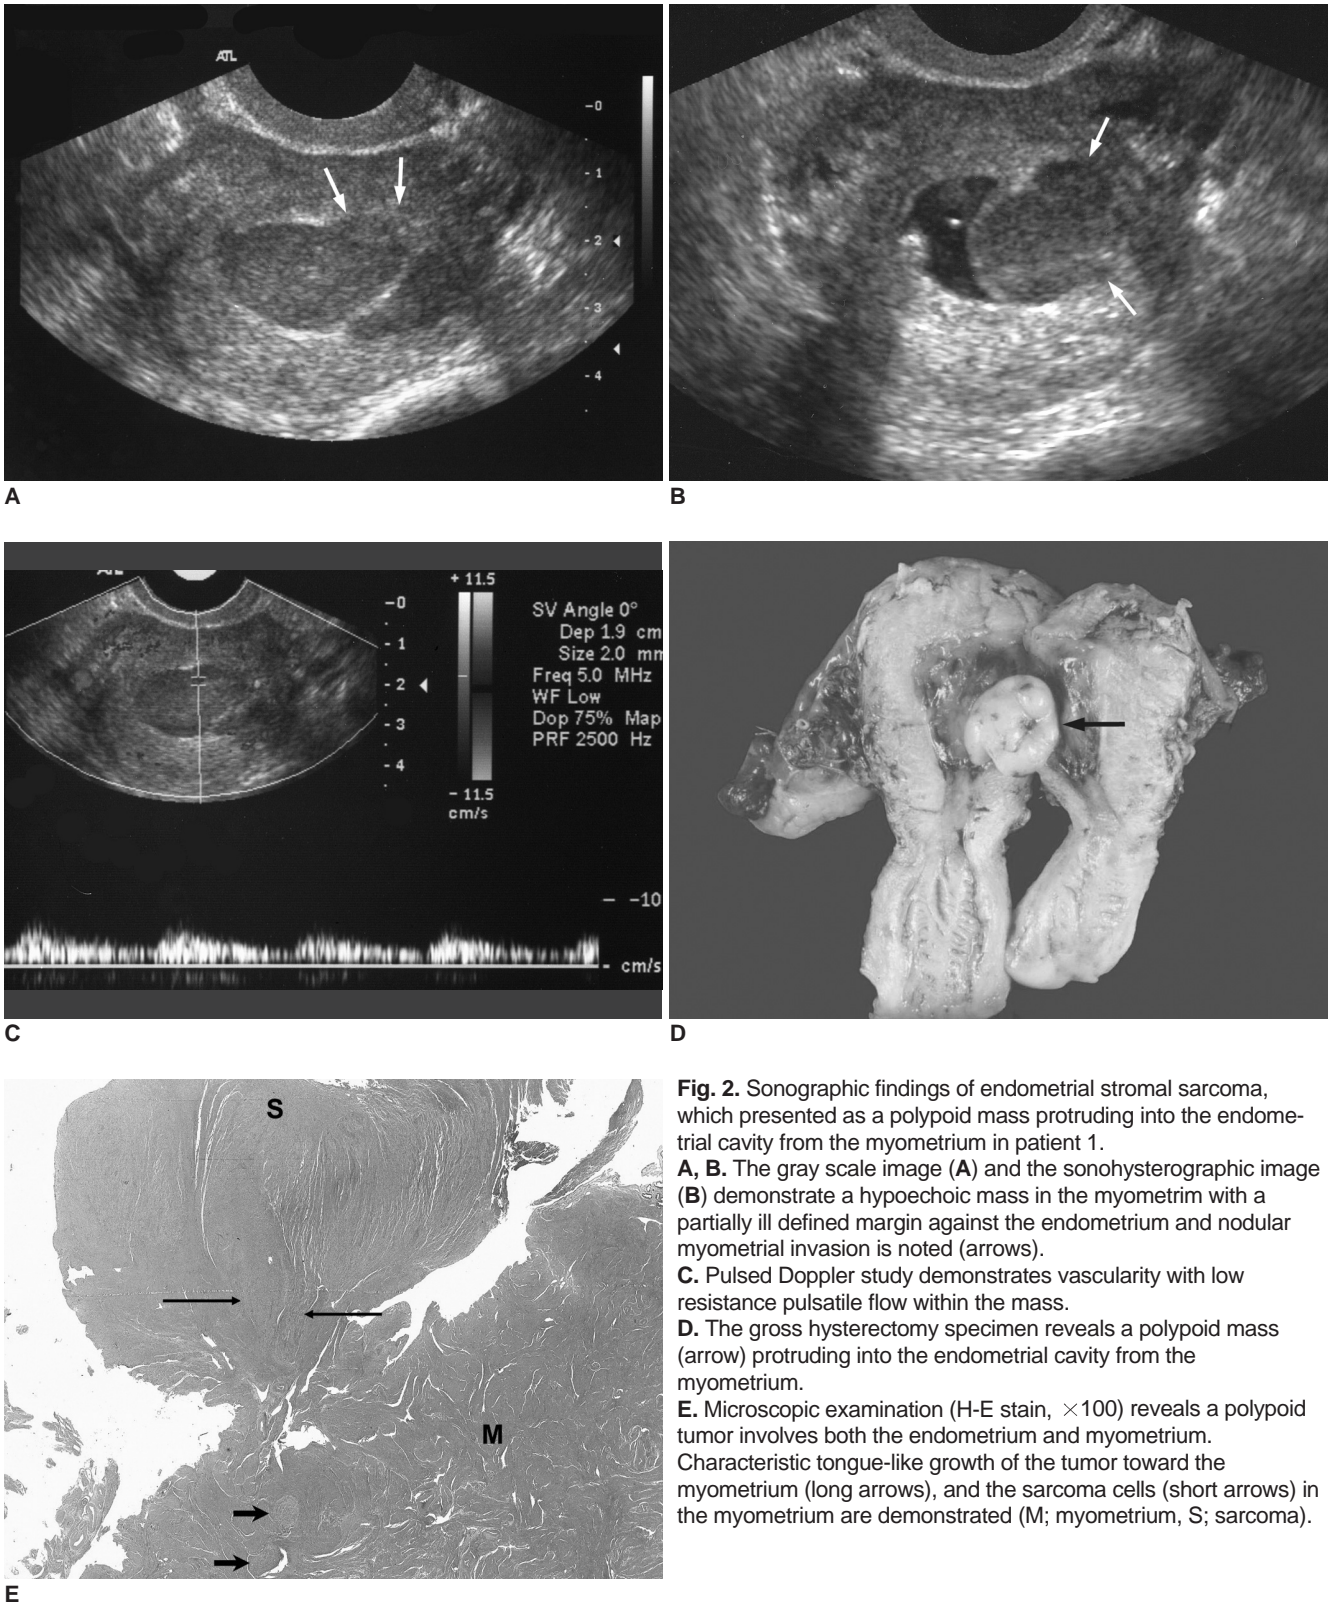 ATL
-0
-1
-2
-3
-4
A
B
ATL
-0
-1
-2
-3
-4
+ 11.5
- 11.5
cm/s
SV Angle 0°
Dep 1.9 cm
Size 2.0 mm
Freq 5.0 MHz
WF Low
Dop 75% Map
PRF 2500 Hz
- -10
- cm/s
C
D
S
M
E
Fig. 2. Sonographic findings of endometrial stromal sarcoma,
which presented as a polypoid mass protruding into the endome-
trial cavity from the myometrium in patient 1.
A, B. The gray scale image (A) and the sonohysterographic image
(B) demonstrate a hypoechoic mass in the myometrim with a
partially ill defined margin against the endometrium and nodular
myometrial invasion is noted (arrows).
C. Pulsed Doppler study demonstrates vascularity with low
resistance pulsatile flow within the mass.
D. The gross hysterectomy specimen reveals a polypoid mass
(arrow) protruding into the endometrial cavity from the
myometrium.
E. Microscopic examination (H-E stain, ×100) reveals a polypoid
tumor involves both the endometrium and myometrium.
Characteristic tongue-like growth of the tumor toward the
myometrium (long arrows), and the sarcoma cells (short arrows) in
the myometrium are demonstrated (M; myometrium, S; sarcoma).